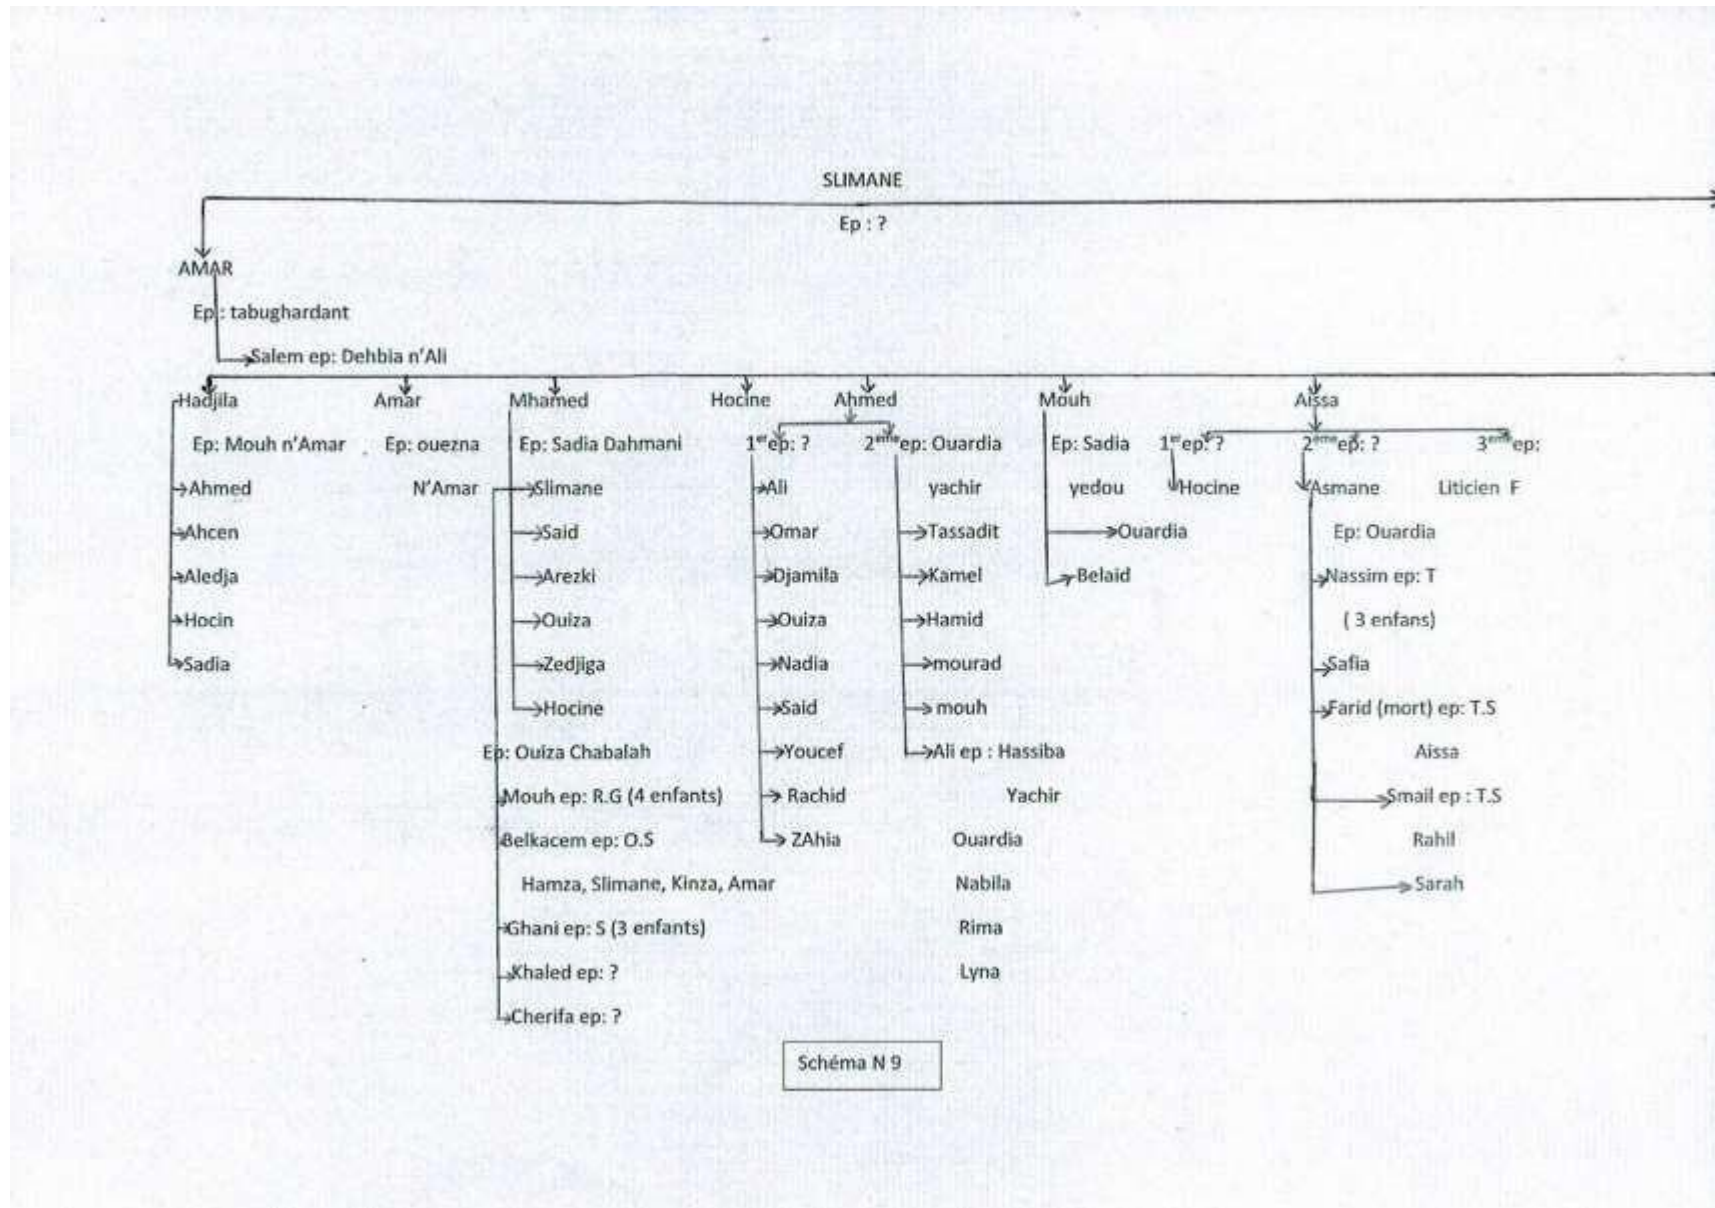 SLIMANE
Ep : ?
AMAR
Ep : tabughardant
Salem ep: Dehbia n'Ali
Hadjila Amar Mhamed Hocine Ahmed Mouh Aissa
Ep: Mouh n'Amar Ep: ouezna Ep: Sadia Dahmani 1er ep: ? 2ème ep: Ouardia Ep: Sadia 1er ep: ? 2ème ep: ? 3ème ep:
Ahmed N'Amar Slimane Ali yachir yedou Hocine Asmane Liticien F
Ahcen Said Omar Tassadit Ouardia Ep: Ouardia
Aledja Arezki Djamila Kamel Belaid Nassim ep: T
Hocin Ouiza Ouiza Hamid ( 3 enfans)
Sadia Zedjiga Nadia mourad Safia
Hocine Said mouh Farid (mort) ep: T.S
Ep: Ouiza Chabalah Youcef Ali ep : Hassiba Aissa
Mouh ep: R.G (4 enfants) Rachid Yachir Smail ep : T.S
Belkacem ep: O.S ZAhia Ouardia Rahil
Hamza, Slimane, Kinza, Amar Nabila Sarah
Ghani ep: S (3 enfants) Rima
Khaled ep: ? Lyna
Cherifa ep: ?
Schéma N 9